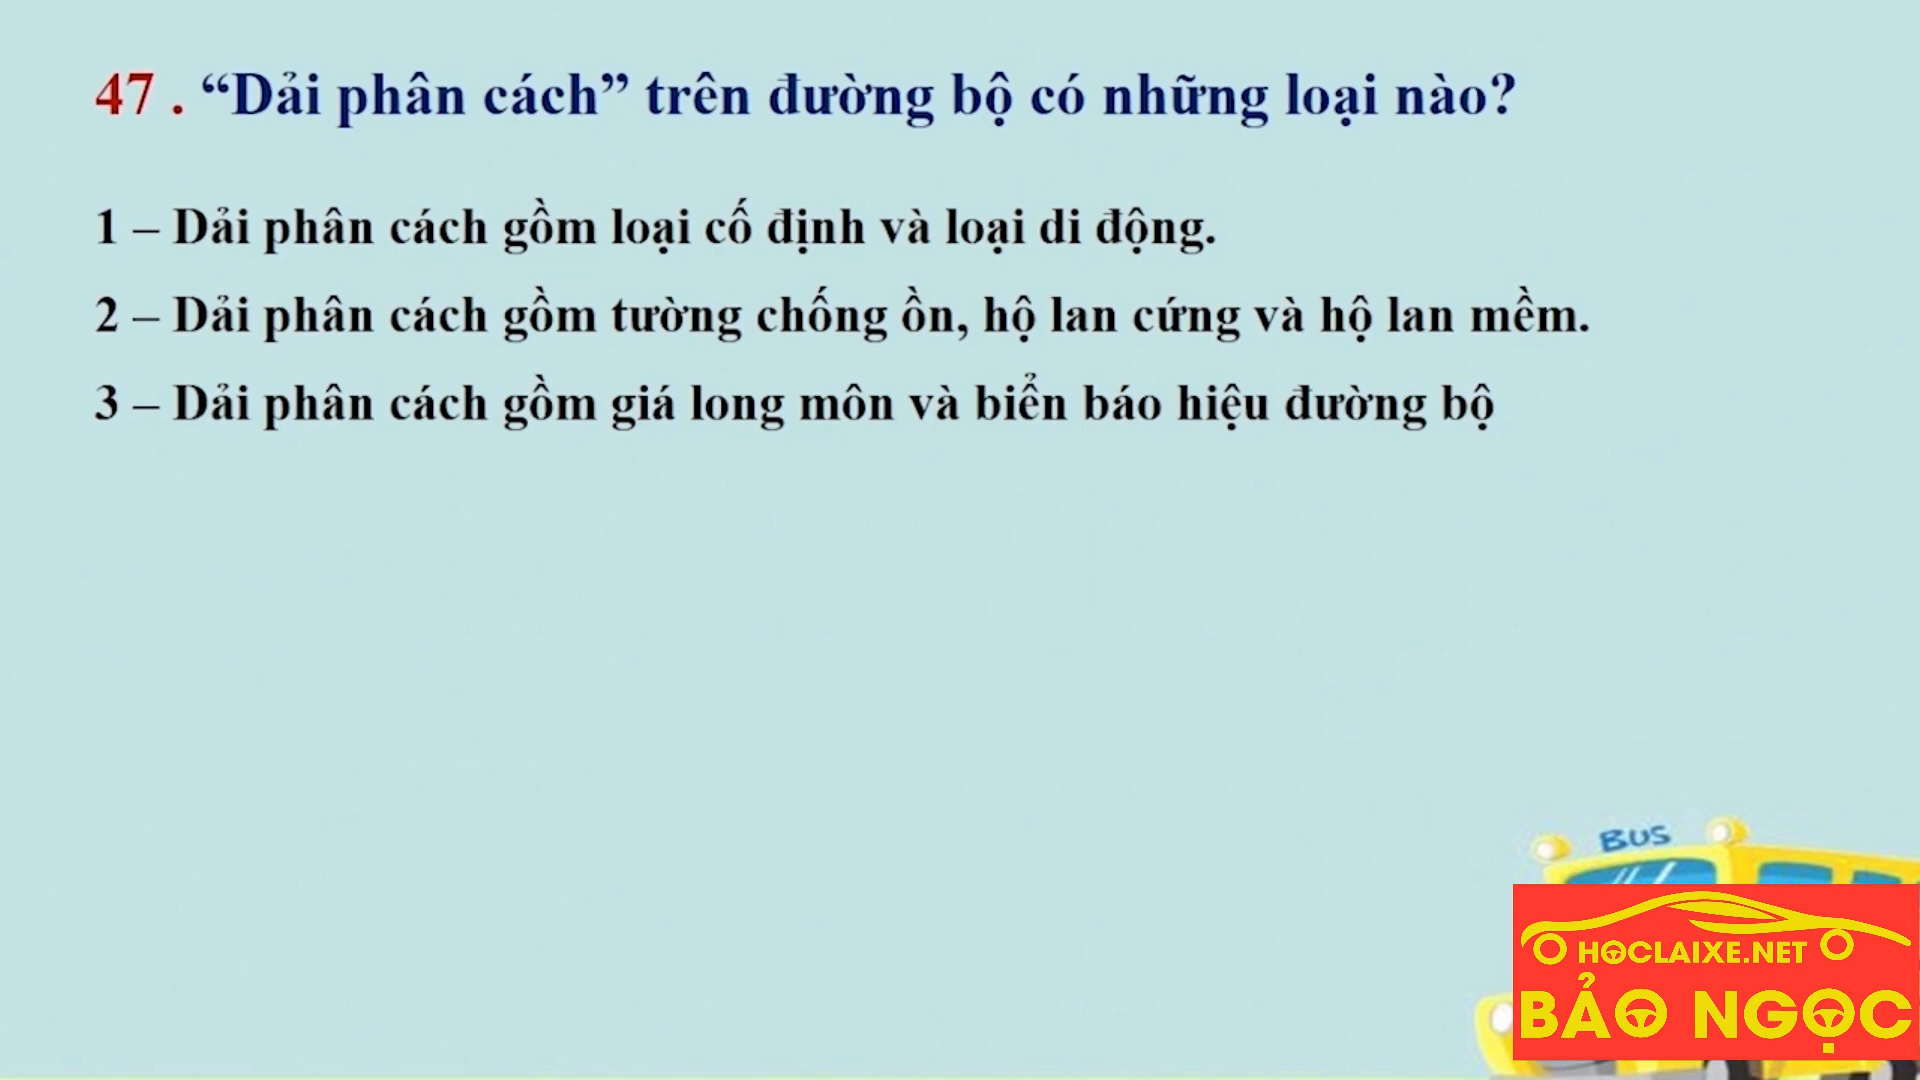 47 . “Dải phân cách” trên đường bộ có những loại nào?
1 – Dải phân cách gồm loại cố định và loại di động.
2 – Dải phân cách gồm tường chống ồn, hộ lan cứng và hộ lan mềm.
3 – Dải phân cách gồm giá long môn và biển báo hiệu đường bộ
BUS
HOCLAIXE.NET
BẢO NGỌC